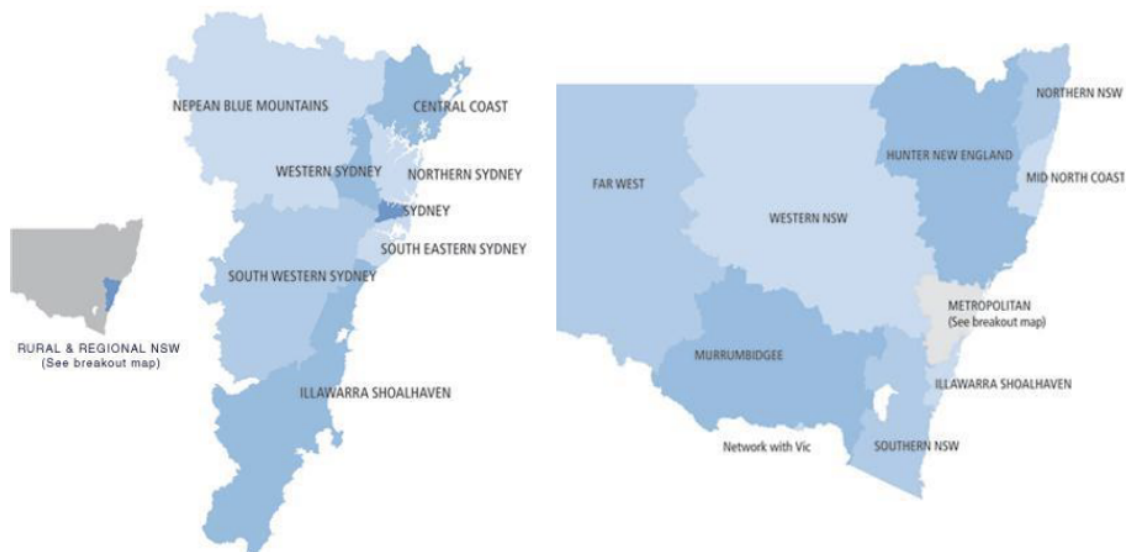 NEPEAN BLUE MOUNTAINS
CENTRAL COAST
WESTERN SYDNEY
NORTHERN SYDNEY
SYDNEY
SOUTH EASTERN SYDNEY
SOUTH WESTERN SYDNEY
RURAL & REGIONAL NSW
(See breakout map)
ILLAWARRA SHOALHAVEN
NORTHERN NSW
HUNTER NEW ENGLAND
FAR WEST
MID NORTH COAST
WESTERN NSW
METROPOLITAN
(See breakout map)
MURRUMBIDGEE
ILLAWARRA SHOALHAVEN
Network with Vic
SOUTHERN NSW